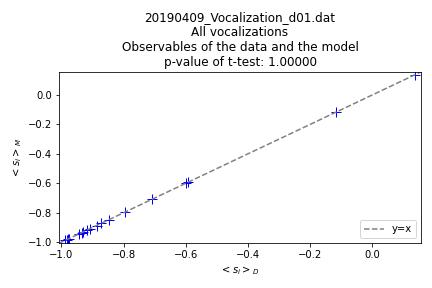 20190409_Vocalization_d01.dat
All vocalizations
Observables of the data and the model
p-value of t-test: 1.00000
< s_i >_M
0.0
−0.2
−0.4
−0.6
−0.8
−1.0
y=x
−1.0 −0.8 −0.6 −0.4 −0.2 0.0
< s_i >_D